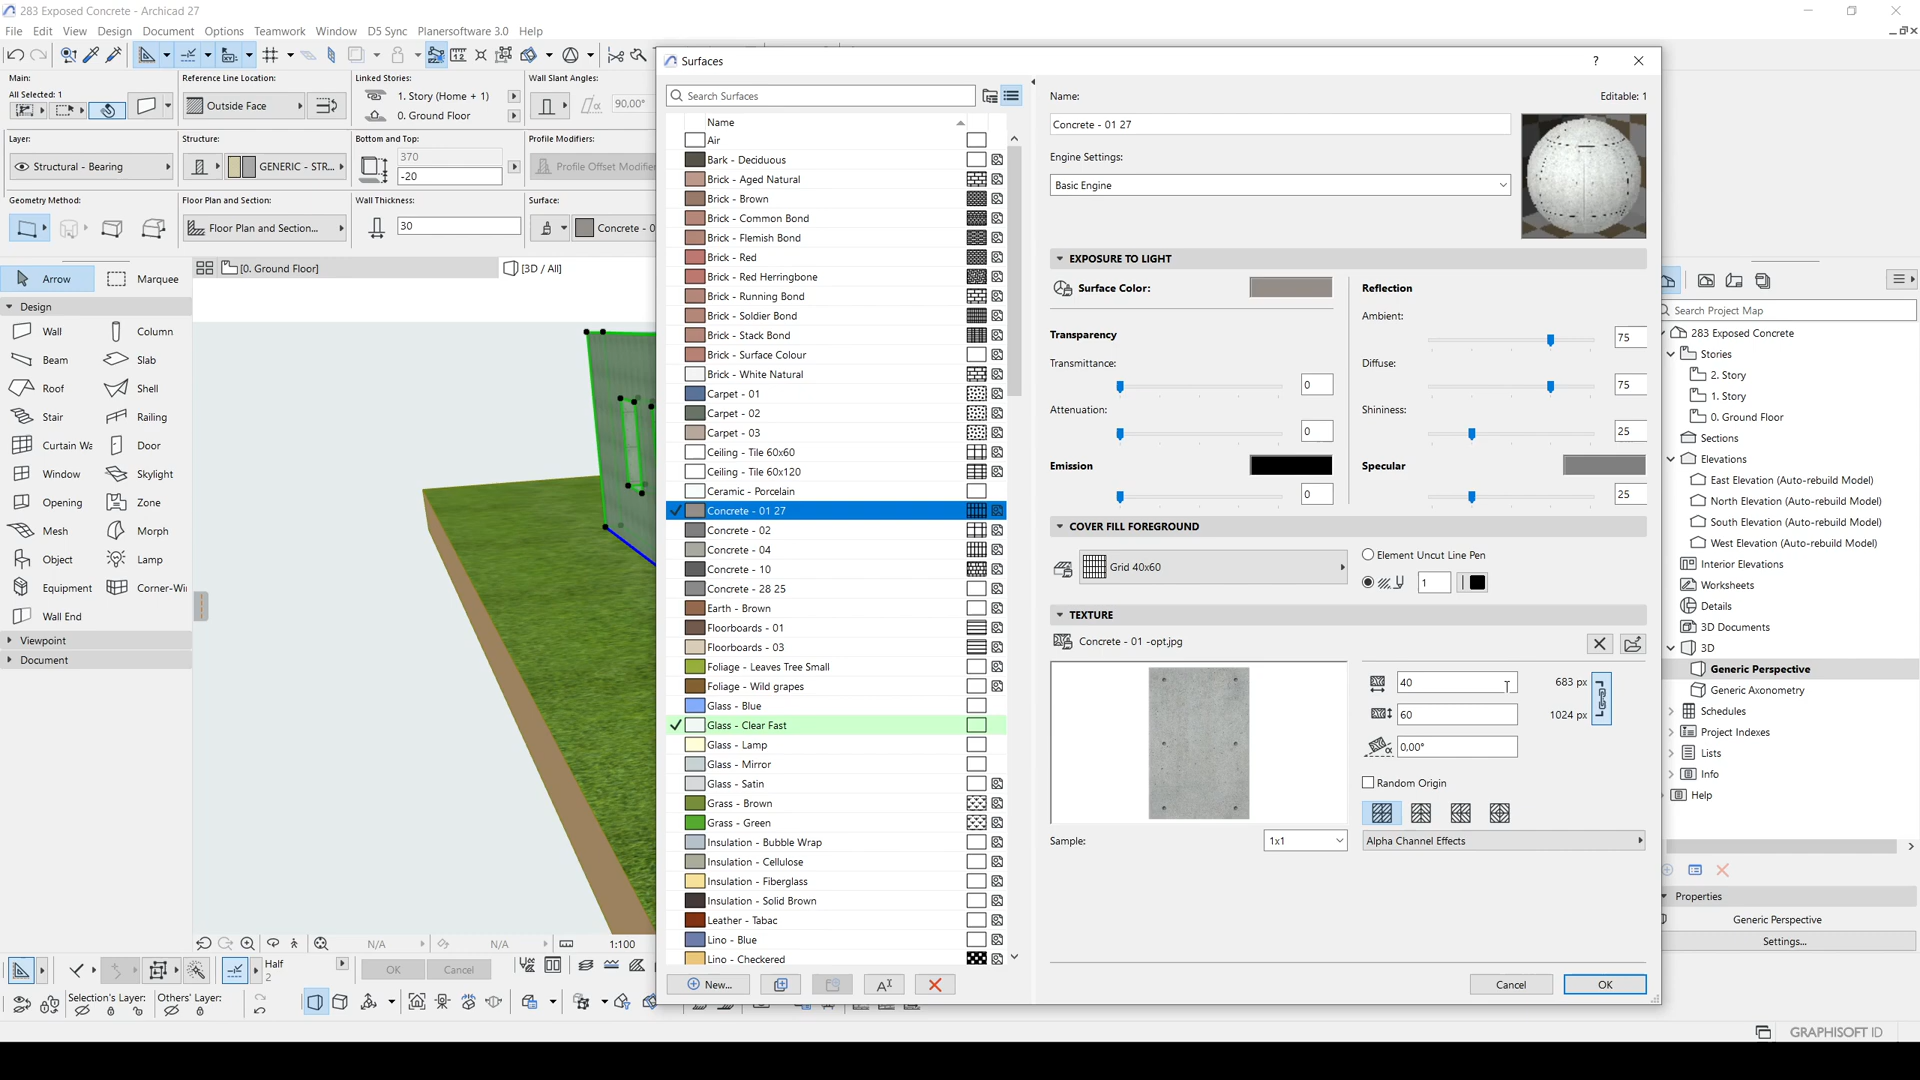 283 Exposed Concrete - Archicad 27
File Edit View Design Document Options Teamwork Window D5 Sync Planersoftware 3.0 Help
Main:
All Selected: 1
Reference Line Location:
Outside Face
Linked Stories:
1. Story (Home + 1)
0. Ground Floor
Wall Slant Angles:
90,00°
Layer:
Structural - Bearing
Structure:
GENERIC - STR...
Bottom and Top:
370
-20
Profile Modifiers:
Profile Offset Modifier
Geometry Method:
Floor Plan and Section:
Floor Plan and Section...
Wall Thickness:
30
Surface:
Concrete - 0
Arrow
Marquee
[0. Ground Floor]
[3D / All]
Design
Wall
Column
Beam
Slab
Roof
Shell
Stair
Railing
Curtain Wa
Door
Window
Skylight
Opening
Zone
Mesh
Morph
Object
Lamp
Equipment
Corner-Wi
Wall End
Viewpoint
Document
N/A
N/A
1:100
Half
2
OK
Cancel
Selection's Layer:
Others' Layer:
Surfaces
?
Search Surfaces
Name
Air
Bark - Deciduous
Brick - Aged Natural
Brick - Brown
Brick - Common Bond
Brick - Flemish Bond
Brick - Red
Brick - Red Herringbone
Brick - Running Bond
Brick - Soldier Bond
Brick - Stack Bond
Brick - Surface Colour
Brick - White Natural
Carpet - 01
Carpet - 02
Carpet - 03
Ceiling - Tile 60x60
Ceiling - Tile 60x120
Ceramic - Porcelain
Concrete - 01 27
Concrete - 02
Concrete - 04
Concrete - 10
Concrete - 28 25
Earth - Brown
Floorboards - 01
Floorboards - 03
Foliage - Leaves Tree Small
Foliage - Wild grapes
Glass - Blue
Glass - Clear Fast
Glass - Lamp
Glass - Mirror
Glass - Satin
Grass - Brown
Grass - Green
Insulation - Bubble Wrap
Insulation - Cellulose
Insulation - Fiberglass
Insulation - Solid Brown
Leather - Tabac
Lino - Blue
Lino - Checkered
New...
Name:
Editable: 1
Concrete - 01 27
Engine Settings:
Basic Engine
EXPOSURE TO LIGHT
Surface Color:
Reflection
Ambient:
75
Transparency
Transmittance:
0
Diffuse:
75
Attenuation:
0
Shininess:
25
Emission
0
Specular
25
COVER FILL FOREGROUND
Grid 40x60
Element Uncut Line Pen
1
TEXTURE
Concrete - 01 -opt.jpg
40
683 px
60
1024 px
0,00°
Random Origin
Sample:
1x1
Alpha Channel Effects
Cancel
OK
Search Project Map
283 Exposed Concrete
Stories
2. Story
1. Story
0. Ground Floor
Sections
Elevations
East Elevation (Auto-rebuild Model)
North Elevation (Auto-rebuild Model)
South Elevation (Auto-rebuild Model)
West Elevation (Auto-rebuild Model)
Interior Elevations
Worksheets
Details
3D Documents
3D
Generic Perspective
Generic Axonometry
Schedules
Project Indexes
Lists
Info
Help
Properties
Generic Perspective
Settings...
GRAPHISOFT ID